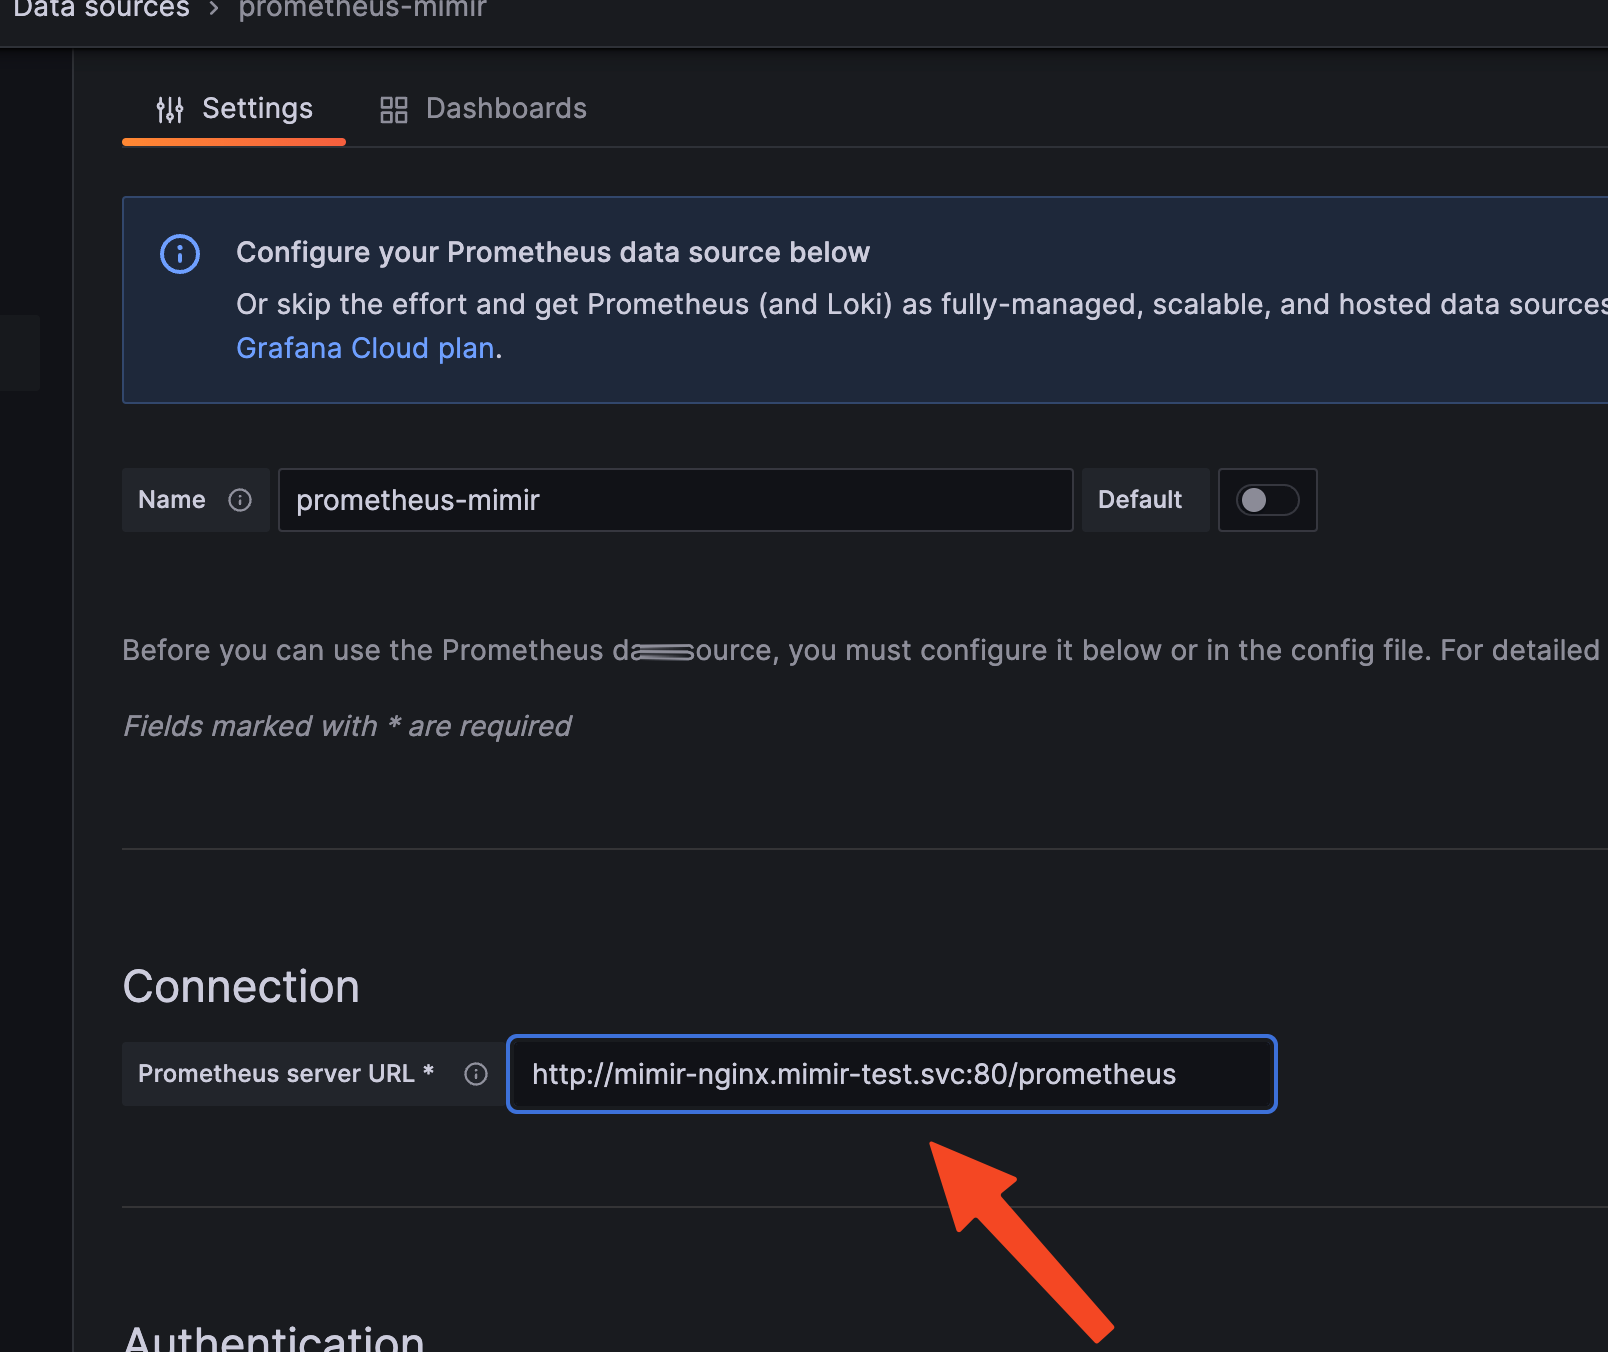 Data sources › prometheus-mimir
Settings
Dashboards
Configure your Prometheus data source below
Or skip the effort and get Prometheus (and Loki) as fully-managed, scalable, and hosted data sources
Grafana Cloud plan.
Name
prometheus-mimir
Default
Before you can use the Prometheus source, you must configure it below or in the config file. For detailed
Fields marked with * are required
Connection
Prometheus server URL *
http://mimir-nginx.mimir-test.svc:80/prometheus
Authentication